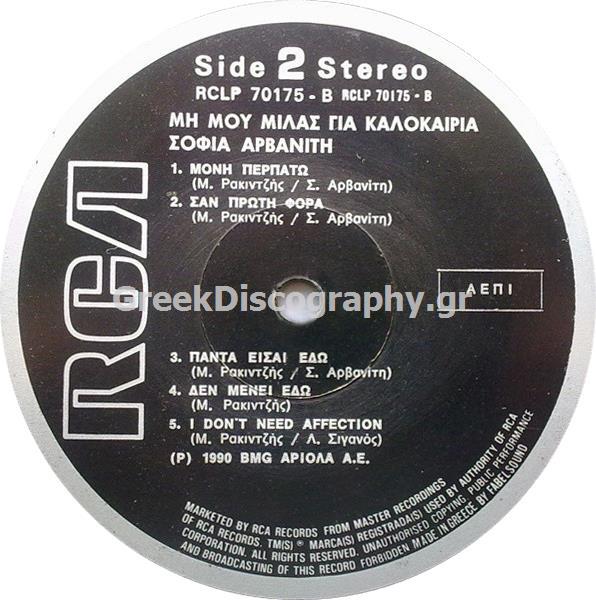 Side 2 Stereo
RCLP 70175 - B RCLP 70175 - B
ΜΗ ΜΟΥ ΜΙΛΑΣ ΓΙΑ ΚΑΛΟΚΑΙΡΙΑ
ΣΟΦΙΑ ΑΡΒΑΝΙΤΗ
1. ΜΟΝΗ ΠΕΡΠΑΤΩ
(Μ. Ρακιντζής / Σ. Αρβανίτη)
2. ΣΑΝ ΠΡΩΤΗ ΦΟΡΑ
(Μ. Ρακιντζής / Σ. Αρβανίτη)
RCA
GreekDiscography.gr
ΑΕΠΙ
3. ΠΑΝΤΑ ΕΙΣΑΙ ΕΔΩ
(Μ. Ρακιντζής / Σ. Αρβανίτη)
4. ΔΕΝ ΜΕΝΕΙ ΕΔΩ
(Μ. Ρακιντζής)
5. I DON'T NEED AFFECTION
(Μ. Ρακιντζής / Λ. Σιγανός)
(P) 1990 BMG ΑΡΙΟΛΑ Α.Ε.
MARKETED BY RCA RECORDS FROM MASTER RECORDINGS
OF RCA RECORDS. TM(S) ® MARCA(S) REGISTRADA(S) USED BY AUTHORITY OF RCA
CORPORATION. ALL RIGHTS RESERVED. UNAUTHORISED COPYING PUBLIC PERFORMANCE
AND BROADCASTING OF THIS RECORD FORBIDDEN MADE IN GREECE BY FABELSOUND